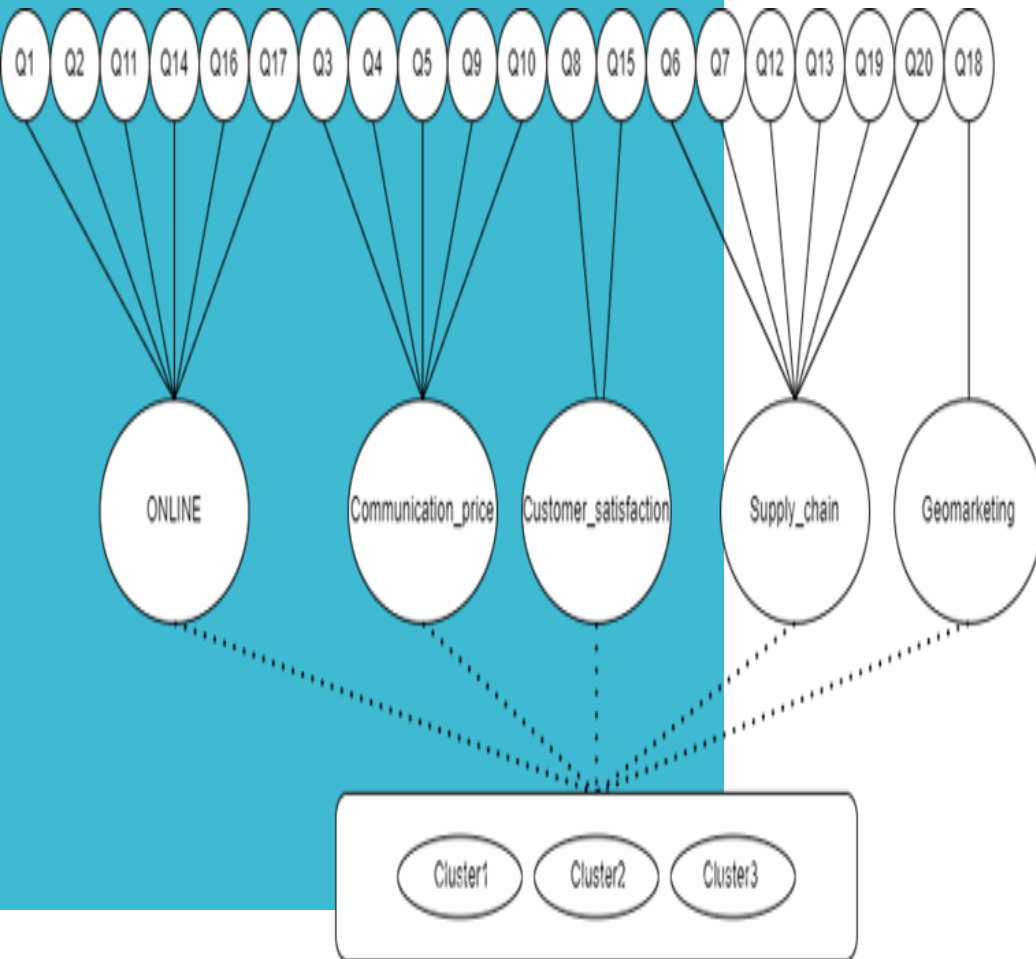 Q1 Q2 Q11 Q14 Q16 Q17 Q3 Q4 Q5 Q9 Q10 Q8 Q15 Q6 Q7 Q12 Q13 Q19 Q20 Q18
ONLINE Communication_price Customer_satisfaction Supply_chain Geomarketing
Cluster1 Cluster2 Cluster3